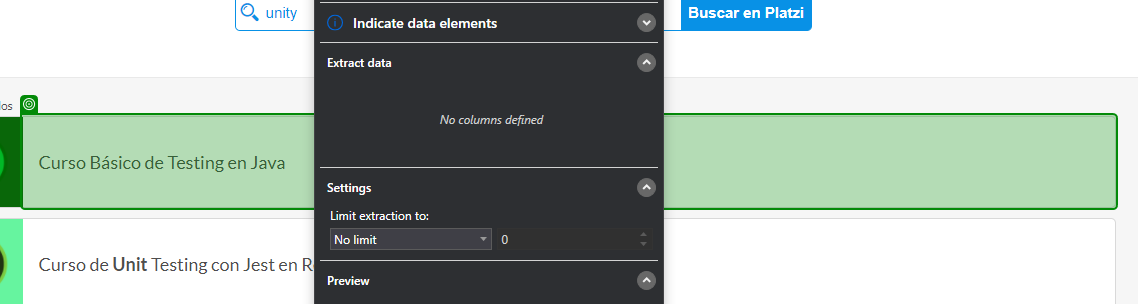 unity
Buscar en Platzi
Indicate data elements
Extract data
No columns defined
los
Curso Básico de Testing en Java
Settings
Limit extraction to:
No limit
0
Curso de Unit Testing con Jest en R
Preview